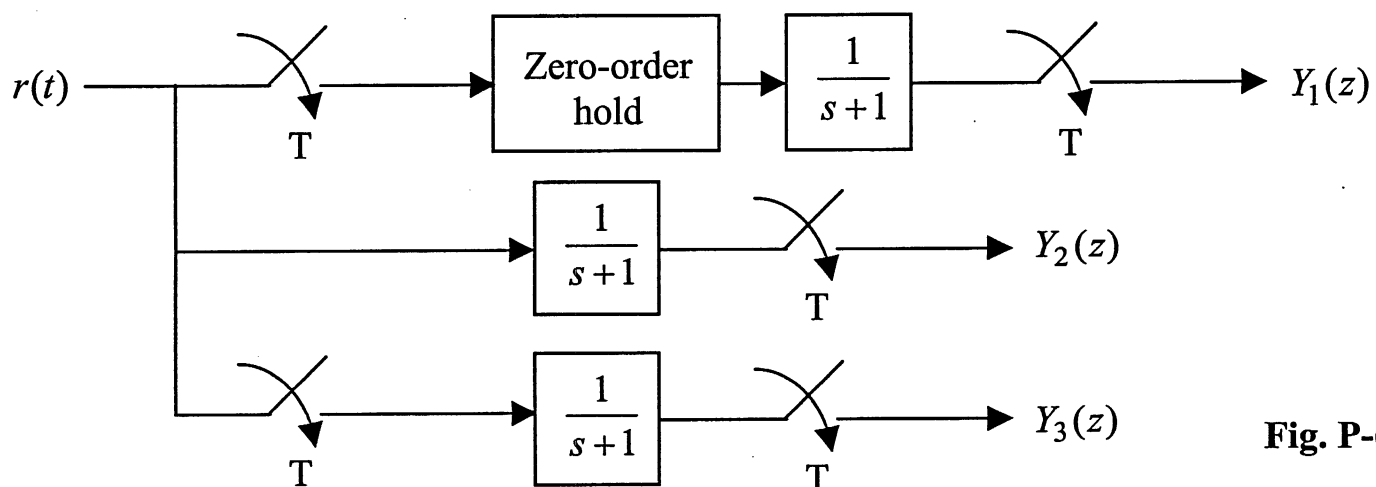 r(t)
T
Zero-order
hold
1
s+1
T
Y₁(z)
1
s+1
T
Y₂(z)
T
1
s+1
T
Y₃(z)
Fig. P-